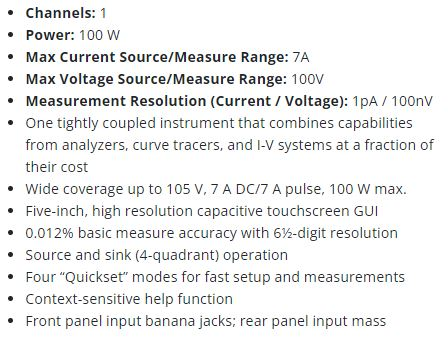 • Channels: 1
• Power: 100 W
• Max Current Source/Measure Range: 7A
• Max Voltage Source/Measure Range: 100V
• Measurement Resolution (Current / Voltage): 1pA / 100nV
• One tightly coupled instrument that combines capabilities
from analyzers, curve tracers, and I-V systems at a fraction of
their cost
• Wide coverage up to 105 V, 7 A DC/7 A pulse, 100 W max.
• Five-inch, high resolution capacitive touchscreen GUI
• 0.012% basic measure accuracy with 6½-digit resolution
• Source and sink (4-quadrant) operation
• Four “Quickset” modes for fast setup and measurements
• Context-sensitive help function
• Front panel input banana jacks; rear panel input mass